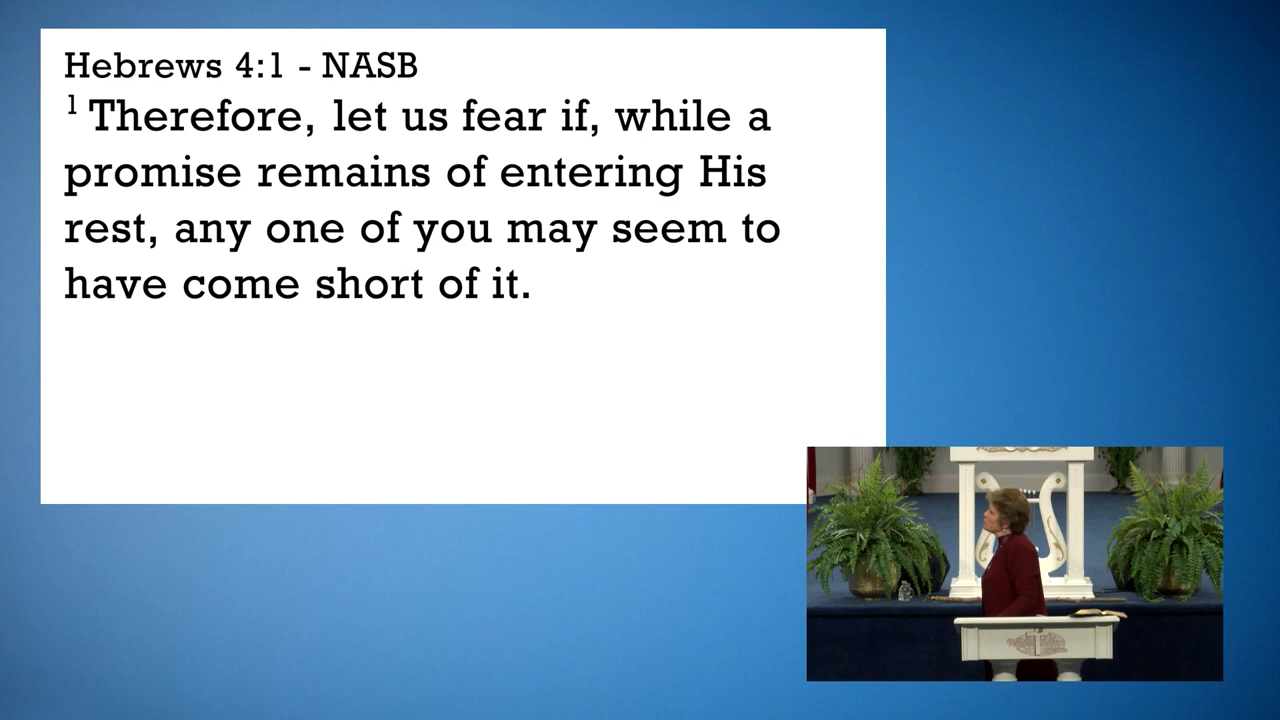 Hebrews 4:1 - NASB
1 Therefore, let us fear if, while a
promise remains of entering His
rest, any one of you may seem to
have come short of it.